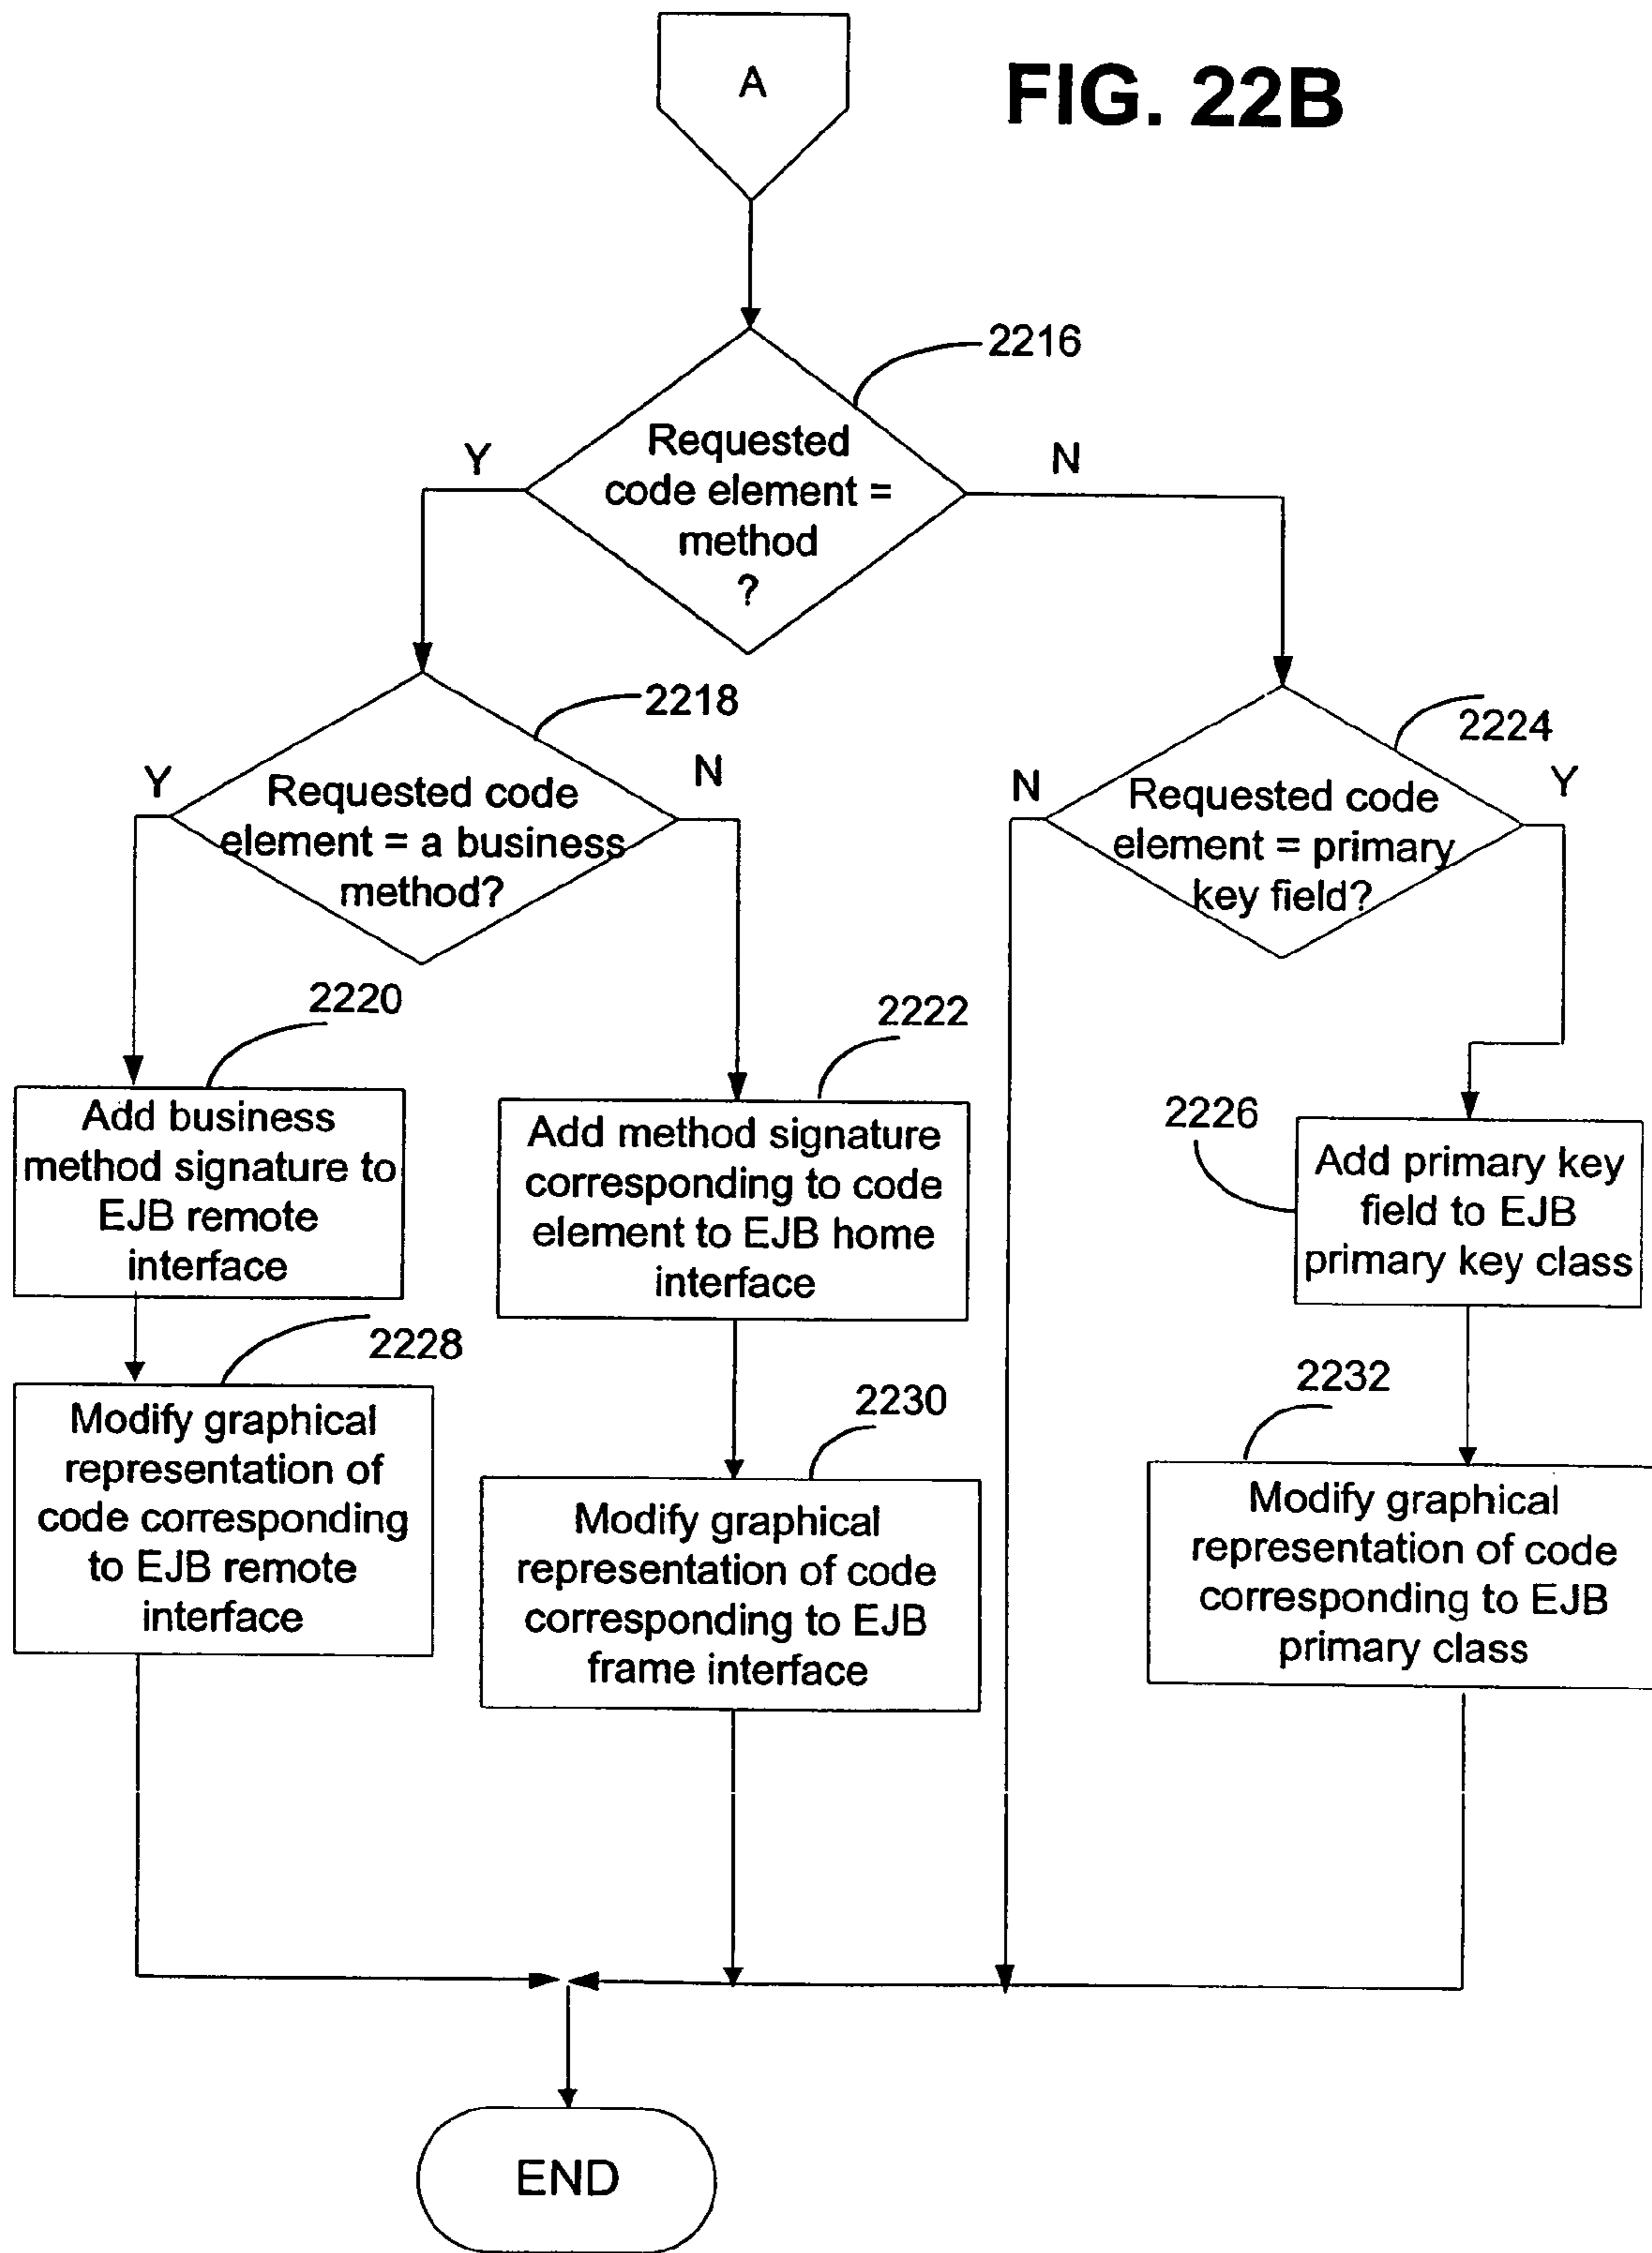 A
FIG. 22B
2216
Requested
code element =
method
?
Y
N
2218
Requested code
element = a business
method?
Y
N
2224
Requested code
element = primary
key field?
N
Y
2220
Add business
method signature to
EJB remote
interface
2222
Add method signature
corresponding to code
element to EJB home
interface
2226
Add primary key
field to EJB
primary key class
2228
Modify graphical
representation of
code corresponding
to EJB remote
interface
2230
Modify graphical
representation of code
corresponding to EJB
frame interface
2232
Modify graphical
representation of code
corresponding to EJB
primary class
END